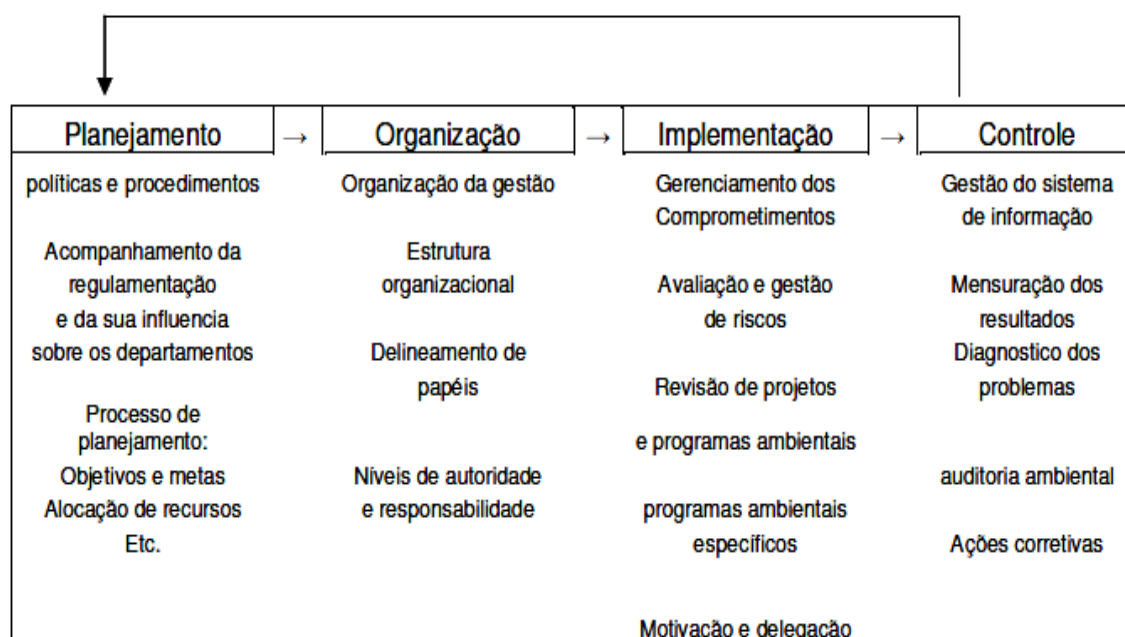 Planejamento → Organização → Implementação → Controle
políticas e procedimentos
Acompanhamento da
regulamentação
e da sua influencia
sobre os departamentos
Processo de
planejamento:
Objetivos e metas
Alocação de recursos
Etc.
Organização da gestão
Estrutura
organizacional
Delineamento de
papéis
Níveis de autoridade
e responsabilidade
Gerenciamento dos
Comprometimentos
Avaliação e gestão
de riscos
Revisão de projetos
e programas ambientais
programas ambientais
específicos
Motivação e delegação
Gestão do sistema
de informação
Mensuração dos
resultados
Diagnostico dos
problemas
auditoria ambiental
Ações corretivas